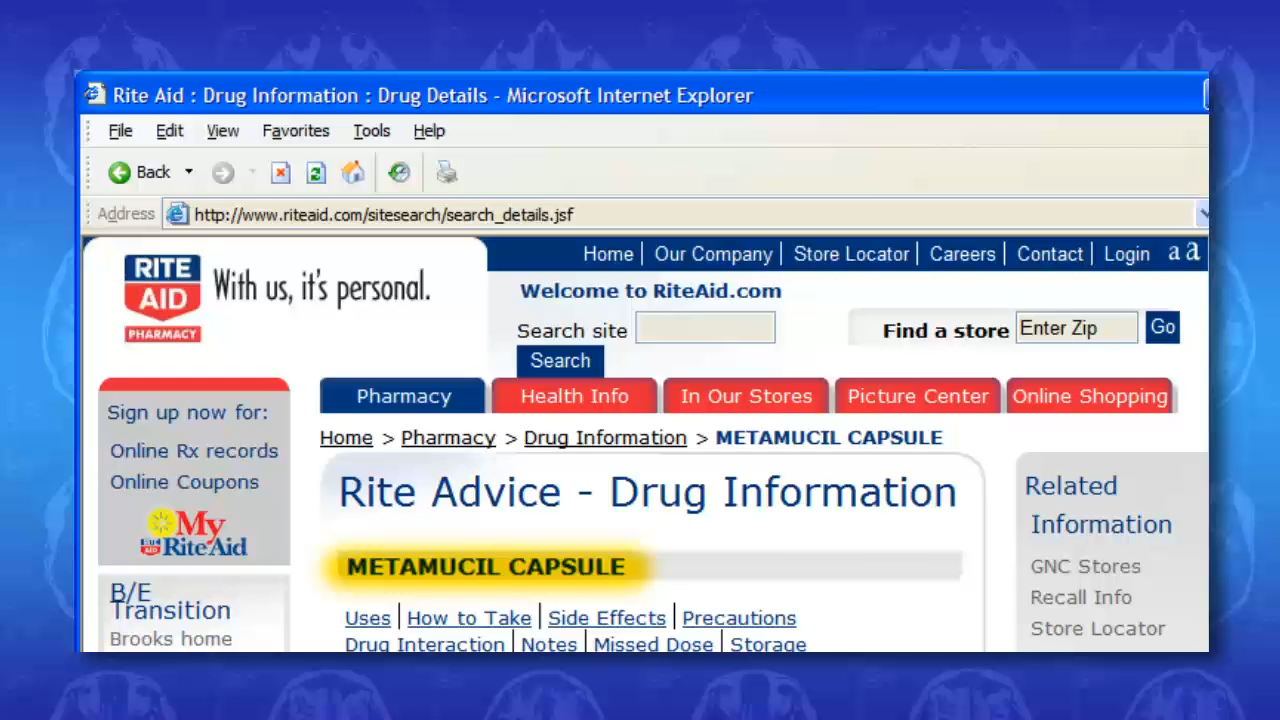 Rite Aid : Drug Information : Drug Details - Microsoft Internet Explorer
File Edit View Favorites Tools Help
Back
Address http://www.riteaid.com/sitesearch/search_details.jsf
Home | Our Company | Store Locator | Careers | Contact | Login a a
RITE AID PHARMACY
With us, it's personal.
Welcome to RiteAid.com
Search site
Search
Find a store Enter Zip Go
Pharmacy Health Info In Our Stores Picture Center Online Shopping
Sign up now for:
Online Rx records
Online Coupons
My
RITE AID RiteAid
B/E
Transition
Brooks home
Home > Pharmacy > Drug Information > METAMUCIL CAPSULE
Rite Advice - Drug Information
METAMUCIL CAPSULE
Uses | How to Take | Side Effects | Precautions
Drug Interaction | Notes | Missed Dose | Storage
Related
Information
GNC Stores
Recall Info
Store Locator